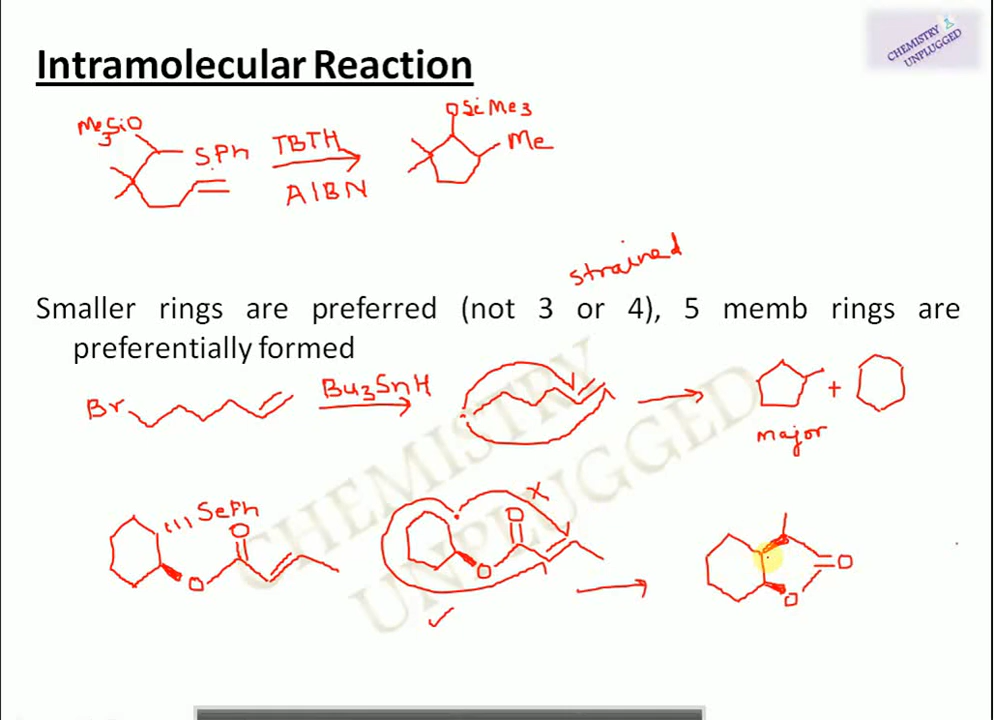 CHEMISTRY
UNPLUGGED
Intramolecular Reaction
Me3SiO
SPh
TBTH
AIBN
OSiMe3
Me
strained
Smaller rings are preferred (not 3 or 4), 5 memb rings are
preferentially formed
Br
Bu3SnH
+
major
SePh
O
O
X
O
O
✓
O
O
CHEMISTRY
UNPLUGGED